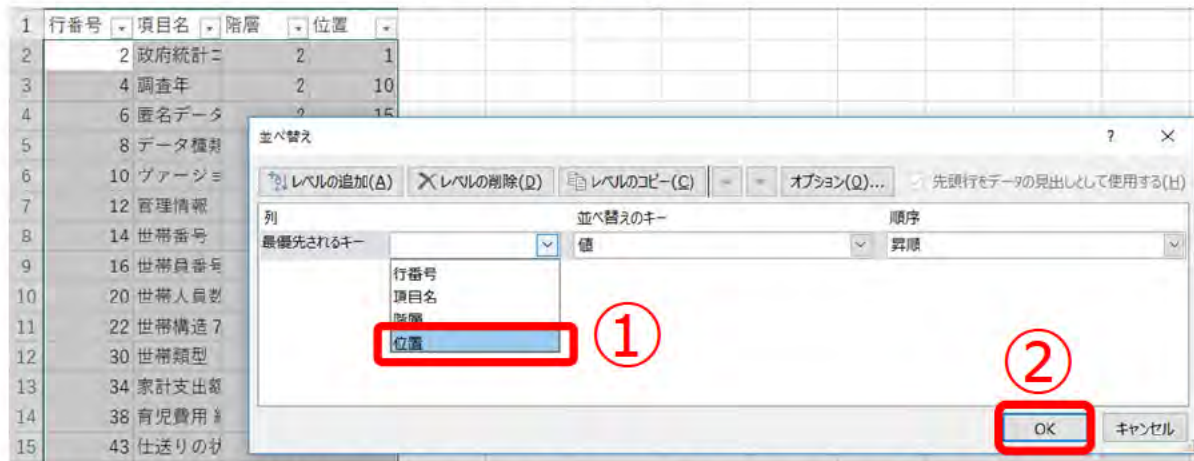 1 行番号 項目名 階層 位置
2 2 政府統計コ 2 1
3 4 調査年 2 10
4 6 匿名データ 2 15
並べ替え ? ×
5 8 データ種類
6 10 ヴァージョ
レベルの追加(A) レベルの削除(D) レベルのコピー(C) オプション(O)... 先頭行をデータの見出しとして使用する(H)
7 12 管理情報
列 並べ替えのキー 順序
8 14 世帯番号
最優先されるキー 値 昇順
9 16 世帯員番号
行番号
10 20 世帯人員数
項目名
11 22 世帯構造7
階層
①
位置
12 30 世帯類型
②
13 34 家計支出額
14 38 育児費用
OK キャンセル
15 43 仕送りの状